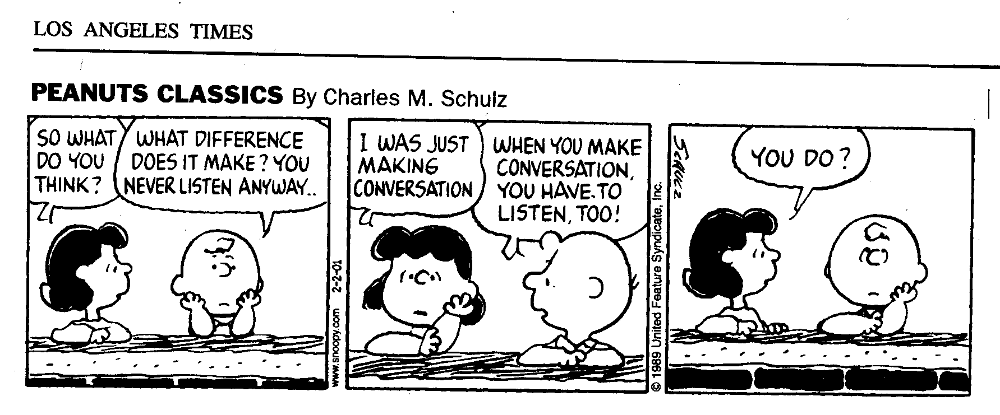 LOS ANGELES TIMES
PEANUTS CLASSICS By Charles M. Schulz
SO WHAT
DO YOU
THINK?
WHAT DIFFERENCE
DOES IT MAKE? YOU
NEVER LISTEN ANYWAY..
www.snoopy.com 2-2-01
I WAS JUST
MAKING
CONVERSATION
WHEN YOU MAKE
CONVERSATION,
YOU HAVE TO
LISTEN, TOO!
© 1989 United Feature Syndicate, Inc.
SCHULZ
YOU DO?